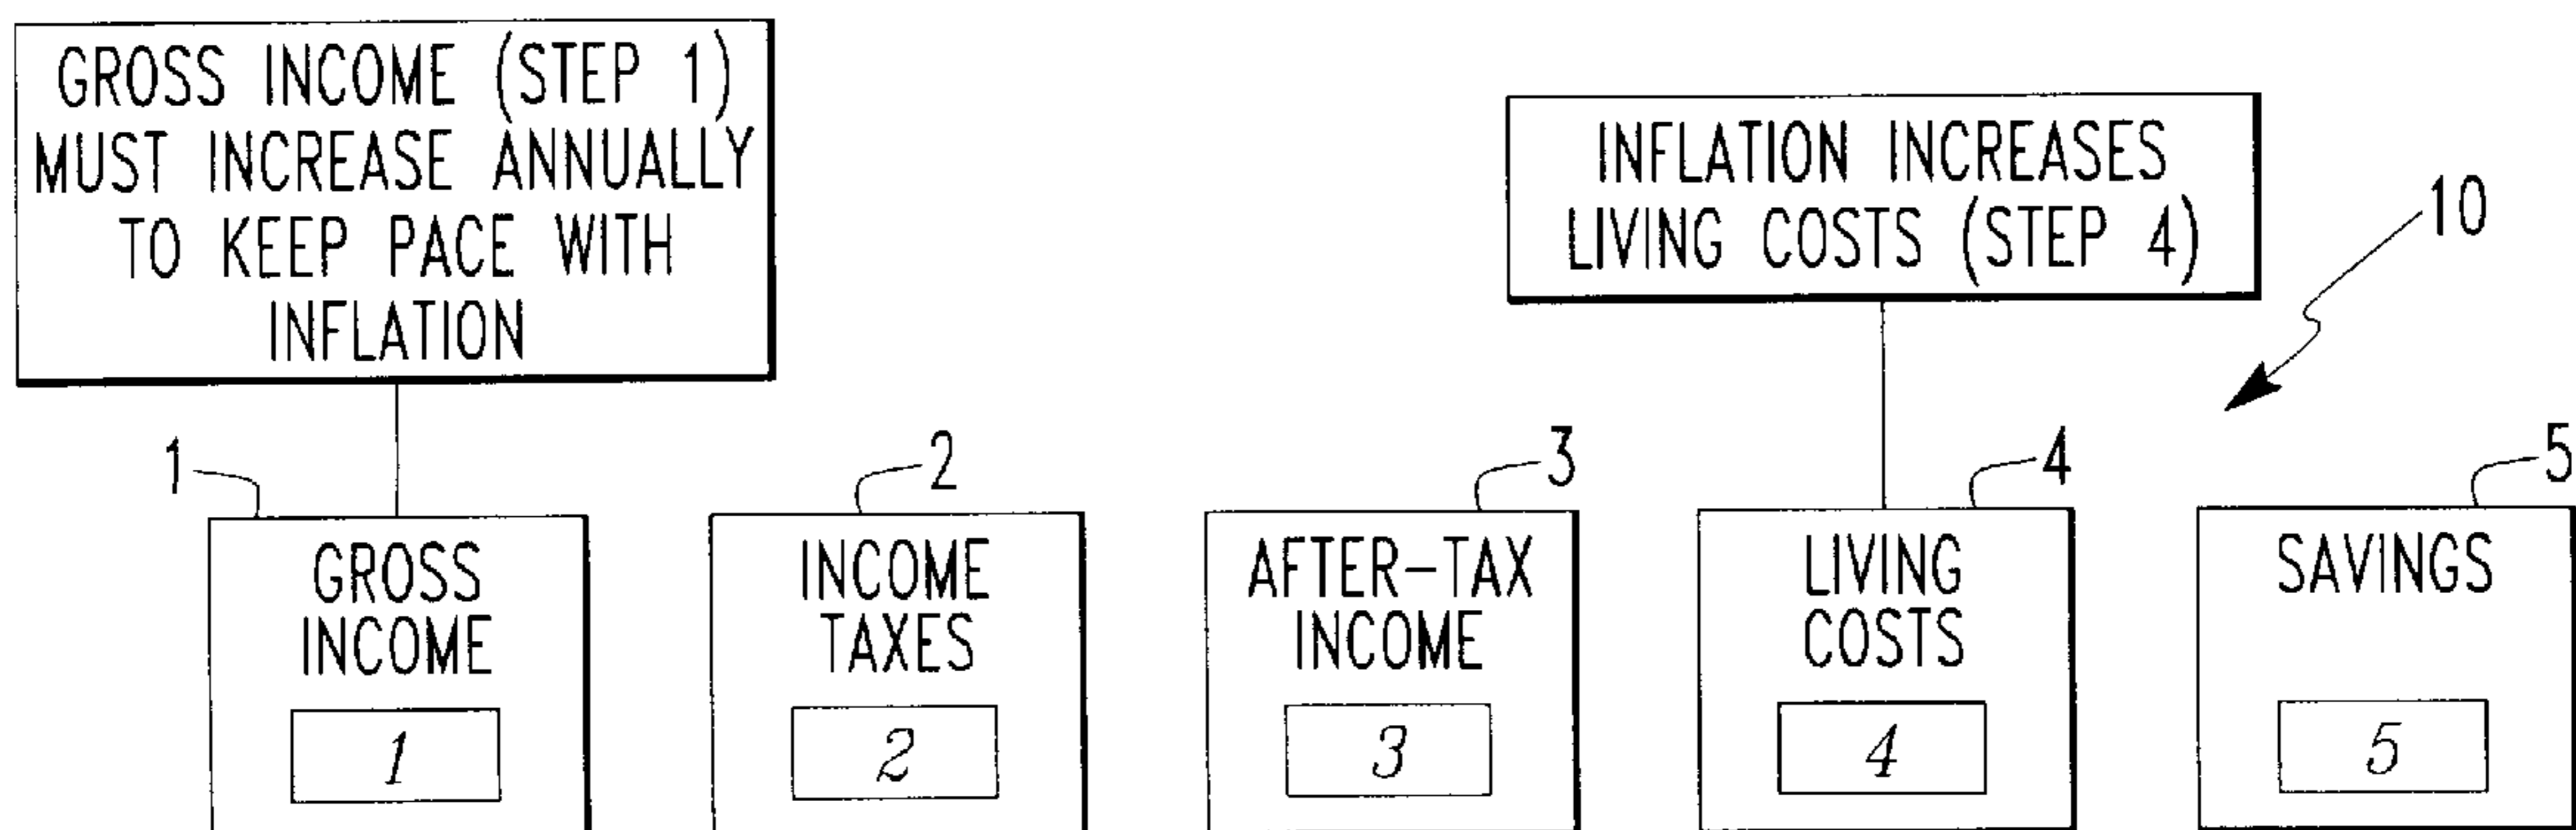 GROSS INCOME (STEP 1)
MUST INCREASE ANNUALLY
TO KEEP PACE WITH
INFLATION
INFLATION INCREASES
LIVING COSTS (STEP 4)
10
1
2
3
4
5
GROSS
INCOME
1
INCOME
TAXES
2
AFTER-TAX
INCOME
3
LIVING
COSTS
4
SAVINGS
5